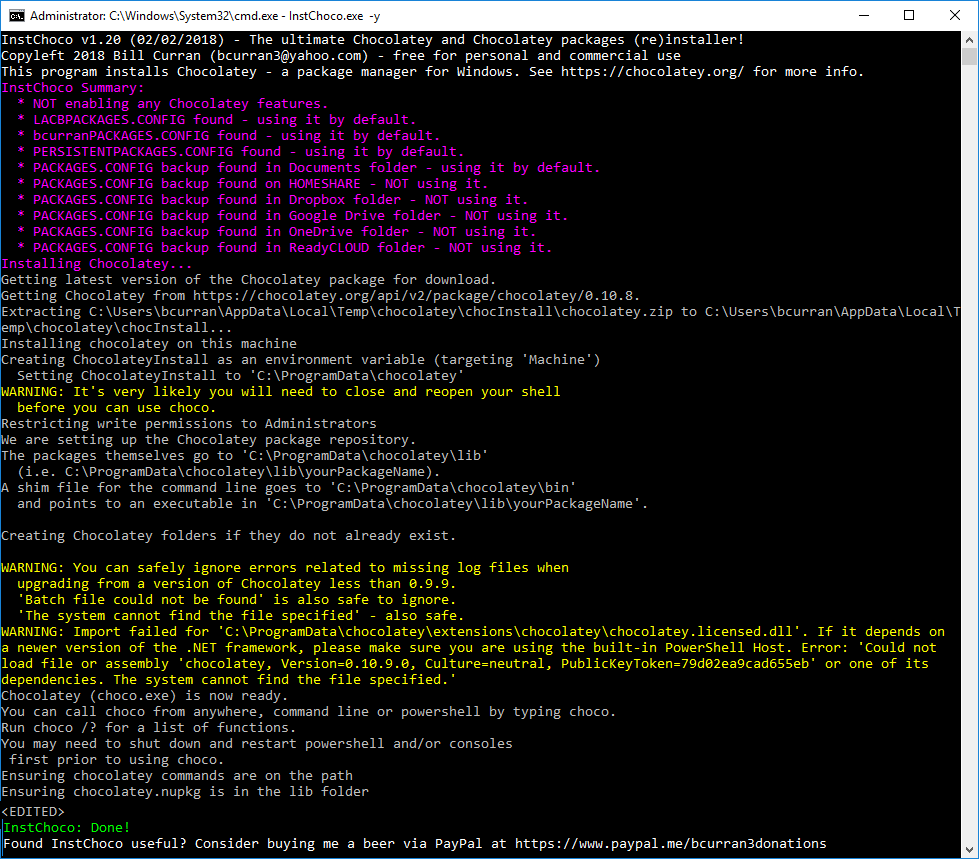 Administrator: C:\Windows\System32\cmd.exe - InstChoco.exe -y
InstChoco v1.20 (02/02/2018) - The ultimate Chocolatey and Chocolatey packages (re)installer!
Copyleft 2018 Bill Curran (bcurran3@yahoo.com) - free for personal and commercial use
This program installs Chocolatey - a package manager for Windows. See https://chocolatey.org/ for more info.
InstChoco Summary:
  * NOT enabling any Chocolatey features.
  * LACBPACKAGES.CONFIG found - using it by default.
  * bcurranPACKAGES.CONFIG found - using it by default.
  * PERSISTENTPACKAGES.CONFIG found - using it by default.
  * PACKAGES.CONFIG backup found in Documents folder - using it by default.
  * PACKAGES.CONFIG backup found on HOMESHARE - NOT using it.
  * PACKAGES.CONFIG backup found in Dropbox folder - NOT using it.
  * PACKAGES.CONFIG backup found in Google Drive folder - NOT using it.
  * PACKAGES.CONFIG backup found in OneDrive folder - NOT using it.
  * PACKAGES.CONFIG backup found in ReadyCLOUD folder - NOT using it.
Installing Chocolatey...
Getting latest version of the Chocolatey package for download.
Getting Chocolatey from https://chocolatey.org/api/v2/package/chocolatey/0.10.8.
Extracting C:\Users\bcurran\AppData\Local\Temp\chocolatey\chocInstall\chocolatey.zip to C:\Users\bcurran\AppData\Local\T
emp\chocolatey\chocInstall...
Installing chocolatey on this machine
Creating ChocolateyInstall as an environment variable (targeting 'Machine')
  Setting ChocolateyInstall to 'C:\ProgramData\chocolatey'
WARNING: It's very likely you will need to close and reopen your shell
  before you can use choco.
Restricting write permissions to Administrators
We are setting up the Chocolatey package repository.
The packages themselves go to 'C:\ProgramData\chocolatey\lib'
  (i.e. C:\ProgramData\chocolatey\lib\yourPackageName).
A shim file for the command line goes to 'C:\ProgramData\chocolatey\bin'
  and points to an executable in 'C:\ProgramData\chocolatey\lib\yourPackageName'.
Creating Chocolatey folders if they do not already exist.
WARNING: You can safely ignore errors related to missing log files when
  upgrading from a version of Chocolatey less than 0.9.9.
  'Batch file could not be found' is also safe to ignore.
  'The system cannot find the file specified' - also safe.
WARNING: Import failed for 'C:\ProgramData\chocolatey\extensions\chocolatey\chocolatey.licensed.dll'. If it depends on
a newer version of the .NET framework, please make sure you are using the built-in PowerShell Host. Error: 'Could not
load file or assembly 'chocolatey, Version=0.10.9.0, Culture=neutral, PublicKeyToken=79d02ea9cad655eb' or one of its
dependencies. The system cannot find the file specified.'
Chocolatey (choco.exe) is now ready.
You can call choco from anywhere, command line or powershell by typing choco.
Run choco /? for a list of functions.
You may need to shut down and restart powershell and/or consoles
 first prior to using choco.
Ensuring chocolatey commands are on the path
Ensuring chocolatey.nupkg is in the lib folder
<EDITED>
InstChoco: Done!
Found InstChoco useful? Consider buying me a beer via PayPal at https://www.paypal.me/bcurran3donations